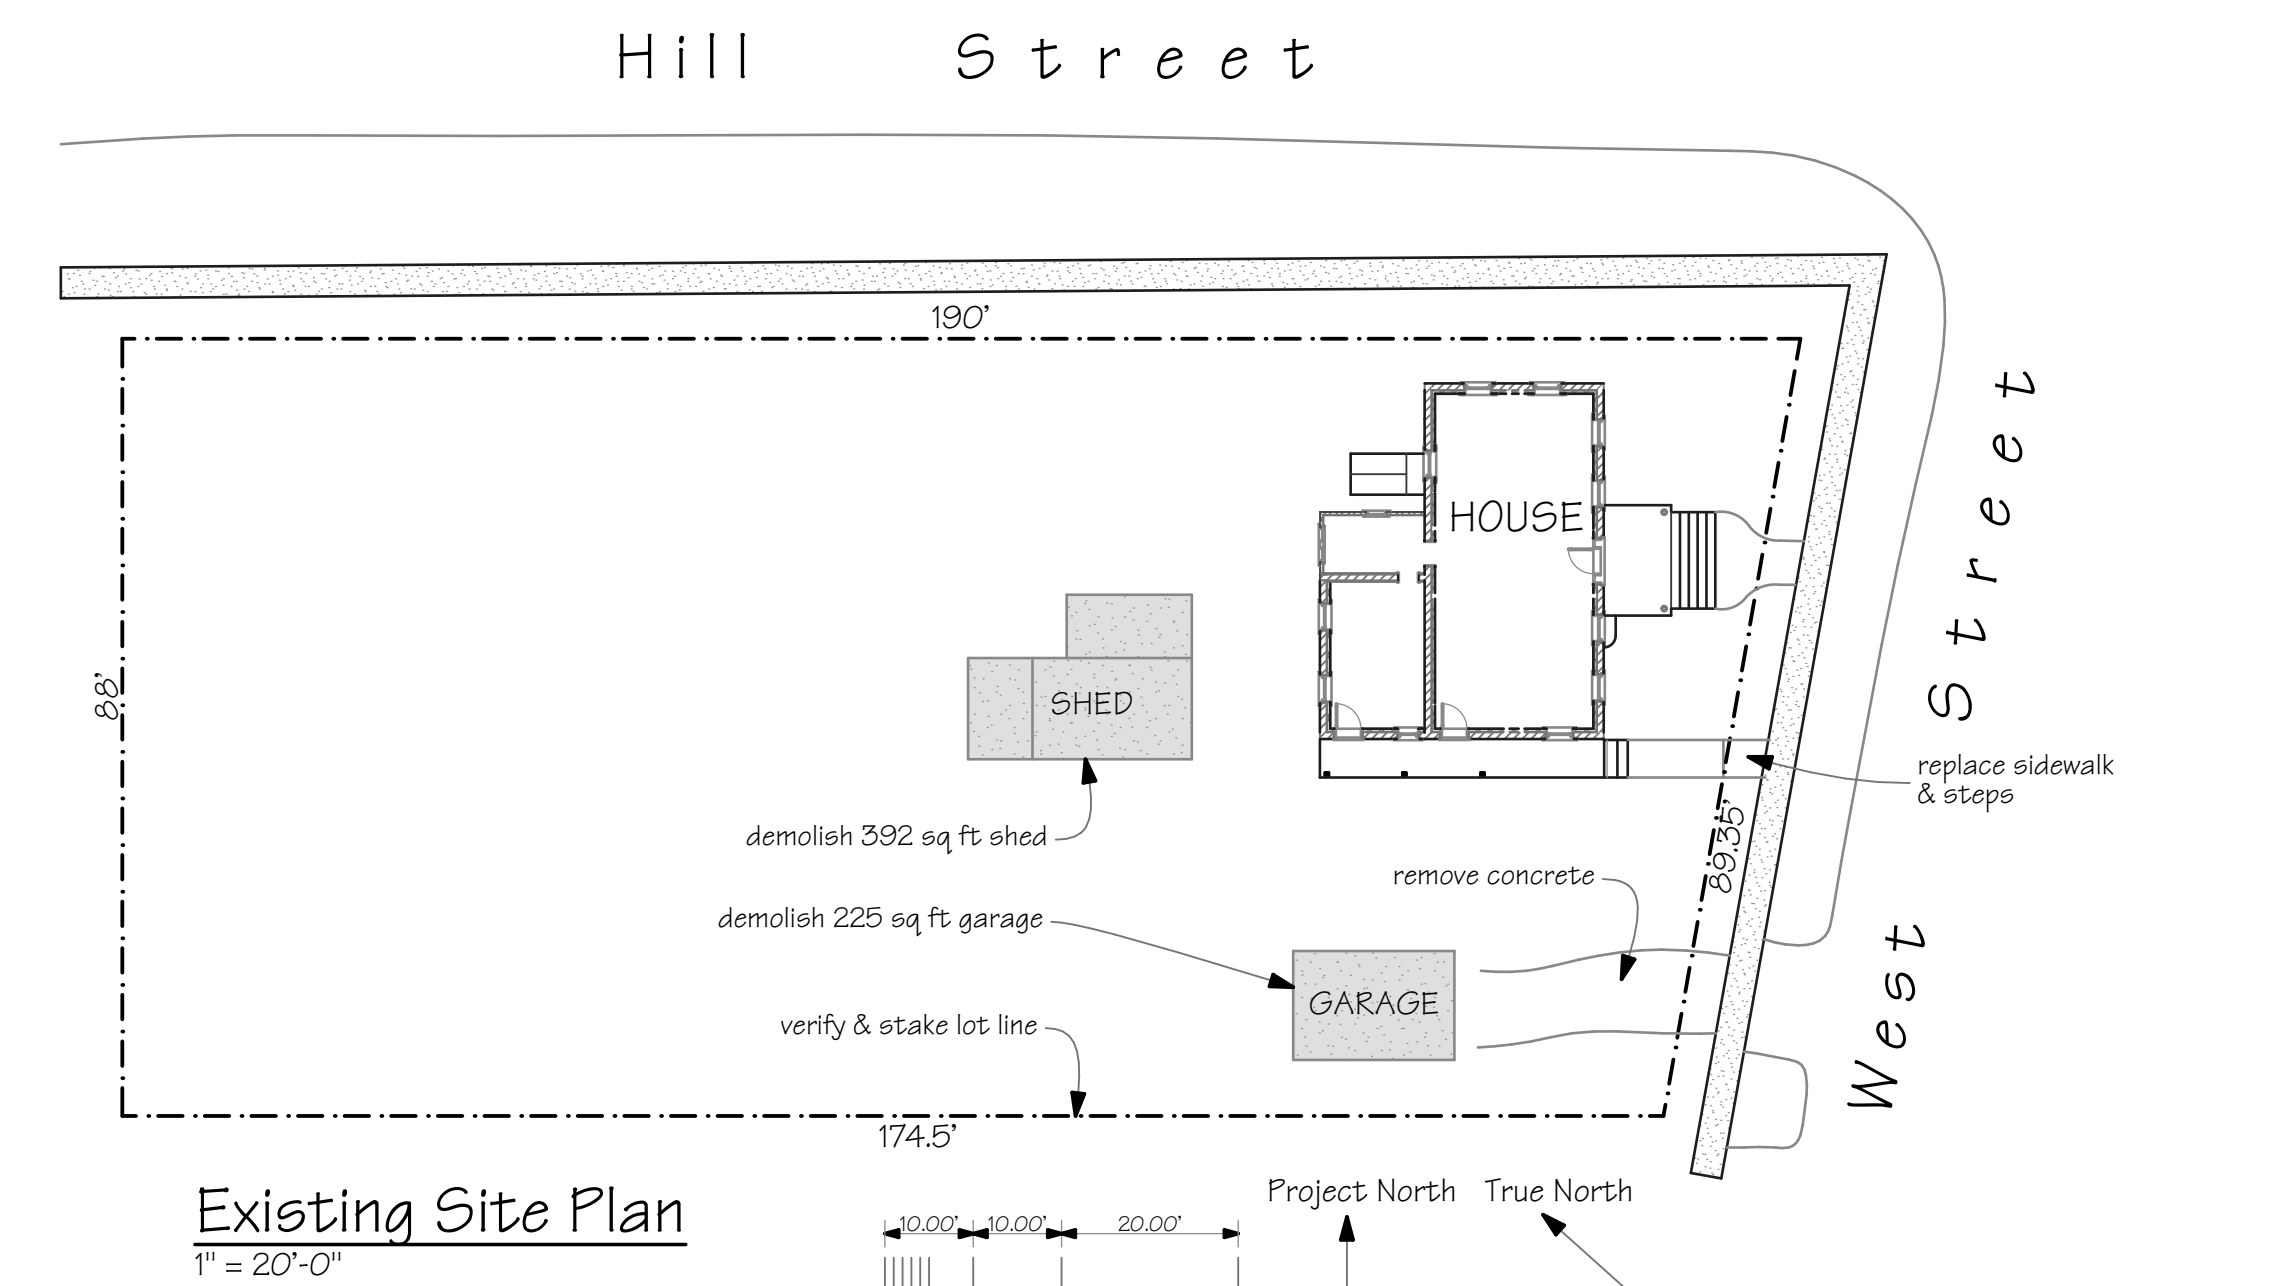 Hill Street
190'
HOUSE
88'
SHED
West Street
replace sidewalk
& steps
89.35'
demolish 392 sq ft shed
remove concrete
demolish 225 sq ft garage
GARAGE
verify & stake lot line
174.5'
Existing Site Plan
1" = 20'-0"
10.00' 10.00' 20.00'
Project North
True North